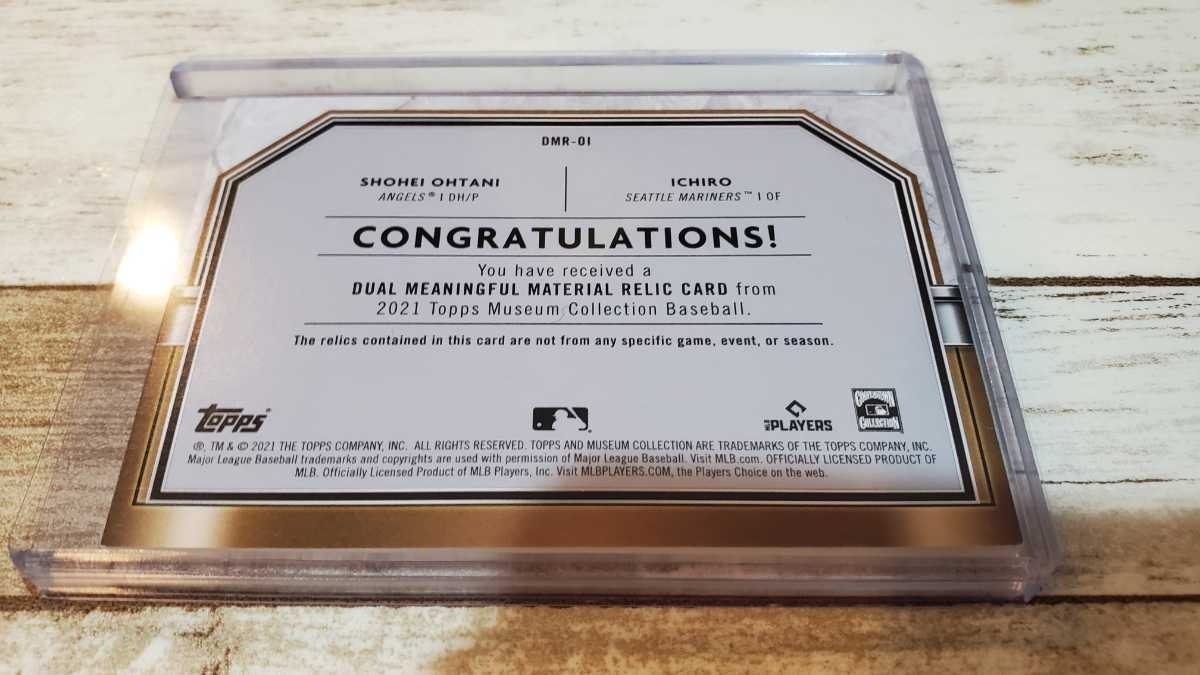 DMR-OI
SHOHEI OHTANI
ANGELS® | DH/P
ICHIRO
SEATTLE MARINERS™ | OF
CONGRATULATIONS!
You have received a
DUAL MEANINGFUL MATERIAL RELIC CARD from
2021 Topps Museum Collection Baseball.
The relics contained in this card are not from any specific game, event, or season.
topps®
MLB PLAYERS
COOPERSTOWN COLLECTION
®, TM & © 2021 THE TOPPS COMPANY, INC. ALL RIGHTS RESERVED. TOPPS AND MUSEUM COLLECTION ARE TRADEMARKS OF THE TOPPS COMPANY, INC.
Major League Baseball trademarks and copyrights are used with permission of Major League Baseball. Visit MLB.com. OFFICIALLY LICENSED PRODUCT OF
MLB. Officially Licensed Product of MLB Players, Inc. Visit MLBPLAYERS.COM, the Players Choice on the web.